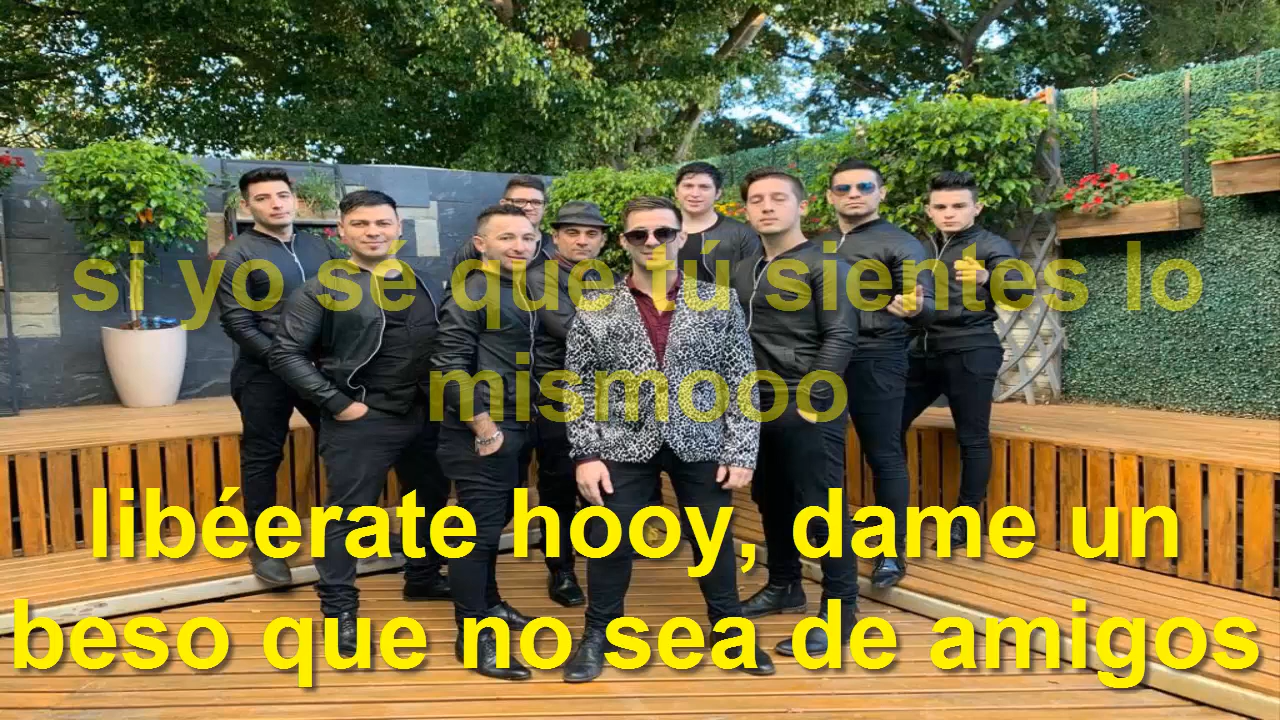 si yo sé que tú sientes lo
mismooo
libéerate hooy, dame un
beso que no sea de amigos